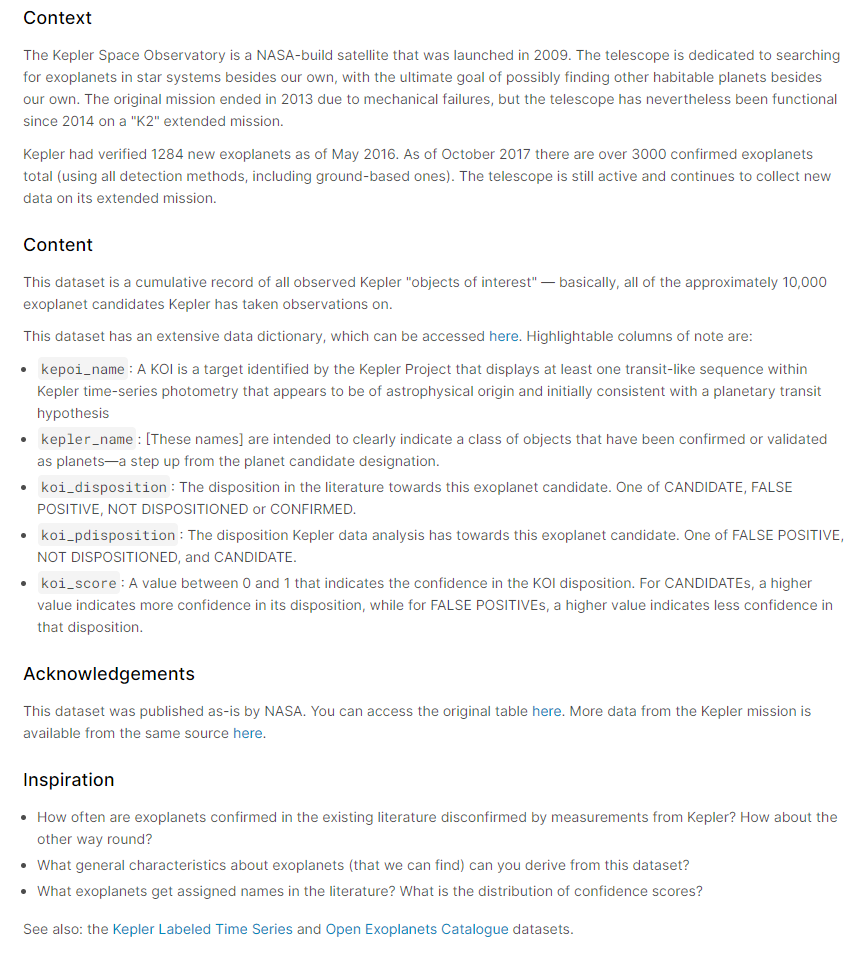 Context
The Kepler Space Observatory is a NASA-build satellite that was launched in 2009. The telescope is dedicated to searching
for exoplanets in star systems besides our own, with the ultimate goal of possibly finding other habitable planets besides
our own. The original mission ended in 2013 due to mechanical failures, but the telescope has nevertheless been functional
since 2014 on a "K2" extended mission.
Kepler had verified 1284 new exoplanets as of May 2016. As of October 2017 there are over 3000 confirmed exoplanets
total (using all detection methods, including ground-based ones). The telescope is still active and continues to collect new
data on its extended mission.
Content
This dataset is a cumulative record of all observed Kepler "objects of interest" — basically, all of the approximately 10,000
exoplanet candidates Kepler has taken observations on.
This dataset has an extensive data dictionary, which can be accessed here. Highlightable columns of note are:
• kepoi_name: A KOI is a target identified by the Kepler Project that displays at least one transit-like sequence within
Kepler time-series photometry that appears to be of astrophysical origin and initially consistent with a planetary transit
hypothesis
• kepler_name: [These names] are intended to clearly indicate a class of objects that have been confirmed or validated
as planets—a step up from the planet candidate designation.
• koi_disposition: The disposition in the literature towards this exoplanet candidate. One of CANDIDATE, FALSE
POSITIVE, NOT DISPOSITIONED or CONFIRMED.
• koi_pdisposition: The disposition Kepler data analysis has towards this exoplanet candidate. One of FALSE POSITIVE,
NOT DISPOSITIONED, and CANDIDATE.
• koi_score: A value between 0 and 1 that indicates the confidence in the KOI disposition. For CANDIDATEs, a higher
value indicates more confidence in its disposition, while for FALSE POSITIVEs, a higher value indicates less confidence in
that disposition.
Acknowledgements
This dataset was published as-is by NASA. You can access the original table here. More data from the Kepler mission is
available from the same source here.
Inspiration
• How often are exoplanets confirmed in the existing literature disconfirmed by measurements from Kepler? How about the
other way round?
• What general characteristics about exoplanets (that we can find) can you derive from this dataset?
• What exoplanets get assigned names in the literature? What is the distribution of confidence scores?
See also: the Kepler Labeled Time Series and Open Exoplanets Catalogue datasets.